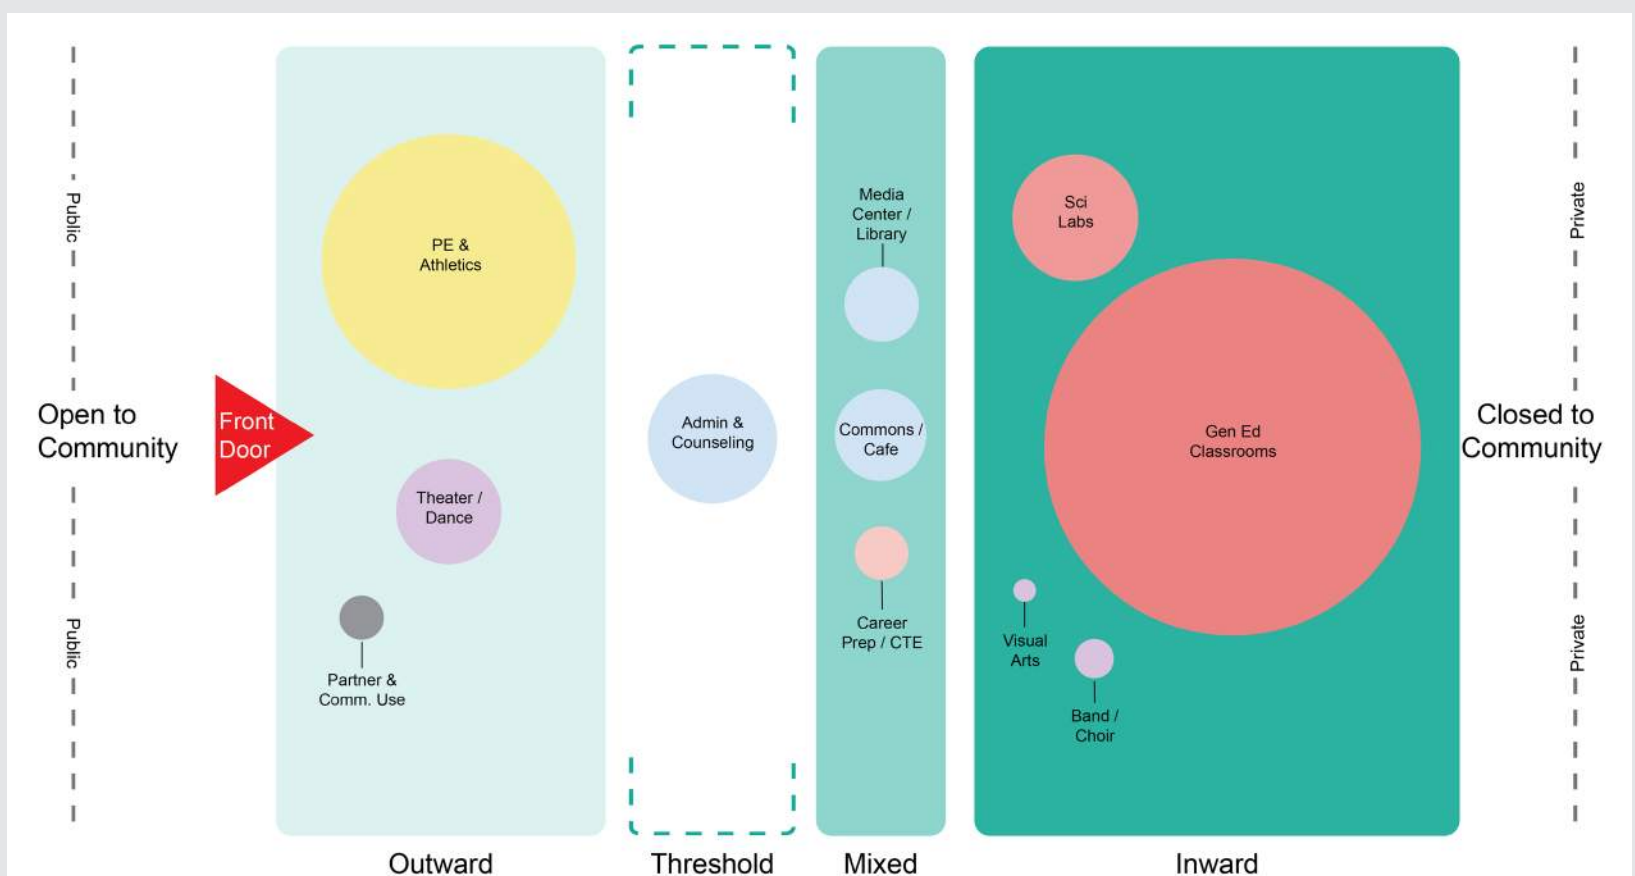 Public
Public
Open to
Community
Front
Door
PE &
Athletics
Theater /
Dance
Partner &
Comm. Use
Admin &
Counseling
Media
Center /
Library
Commons /
Cafe
Career
Prep / CTE
Sci
Labs
Gen Ed
Classrooms
Visual
Arts
Band /
Choir
Private
Closed to
Community
Private
Outward
Threshold
Mixed
Inward